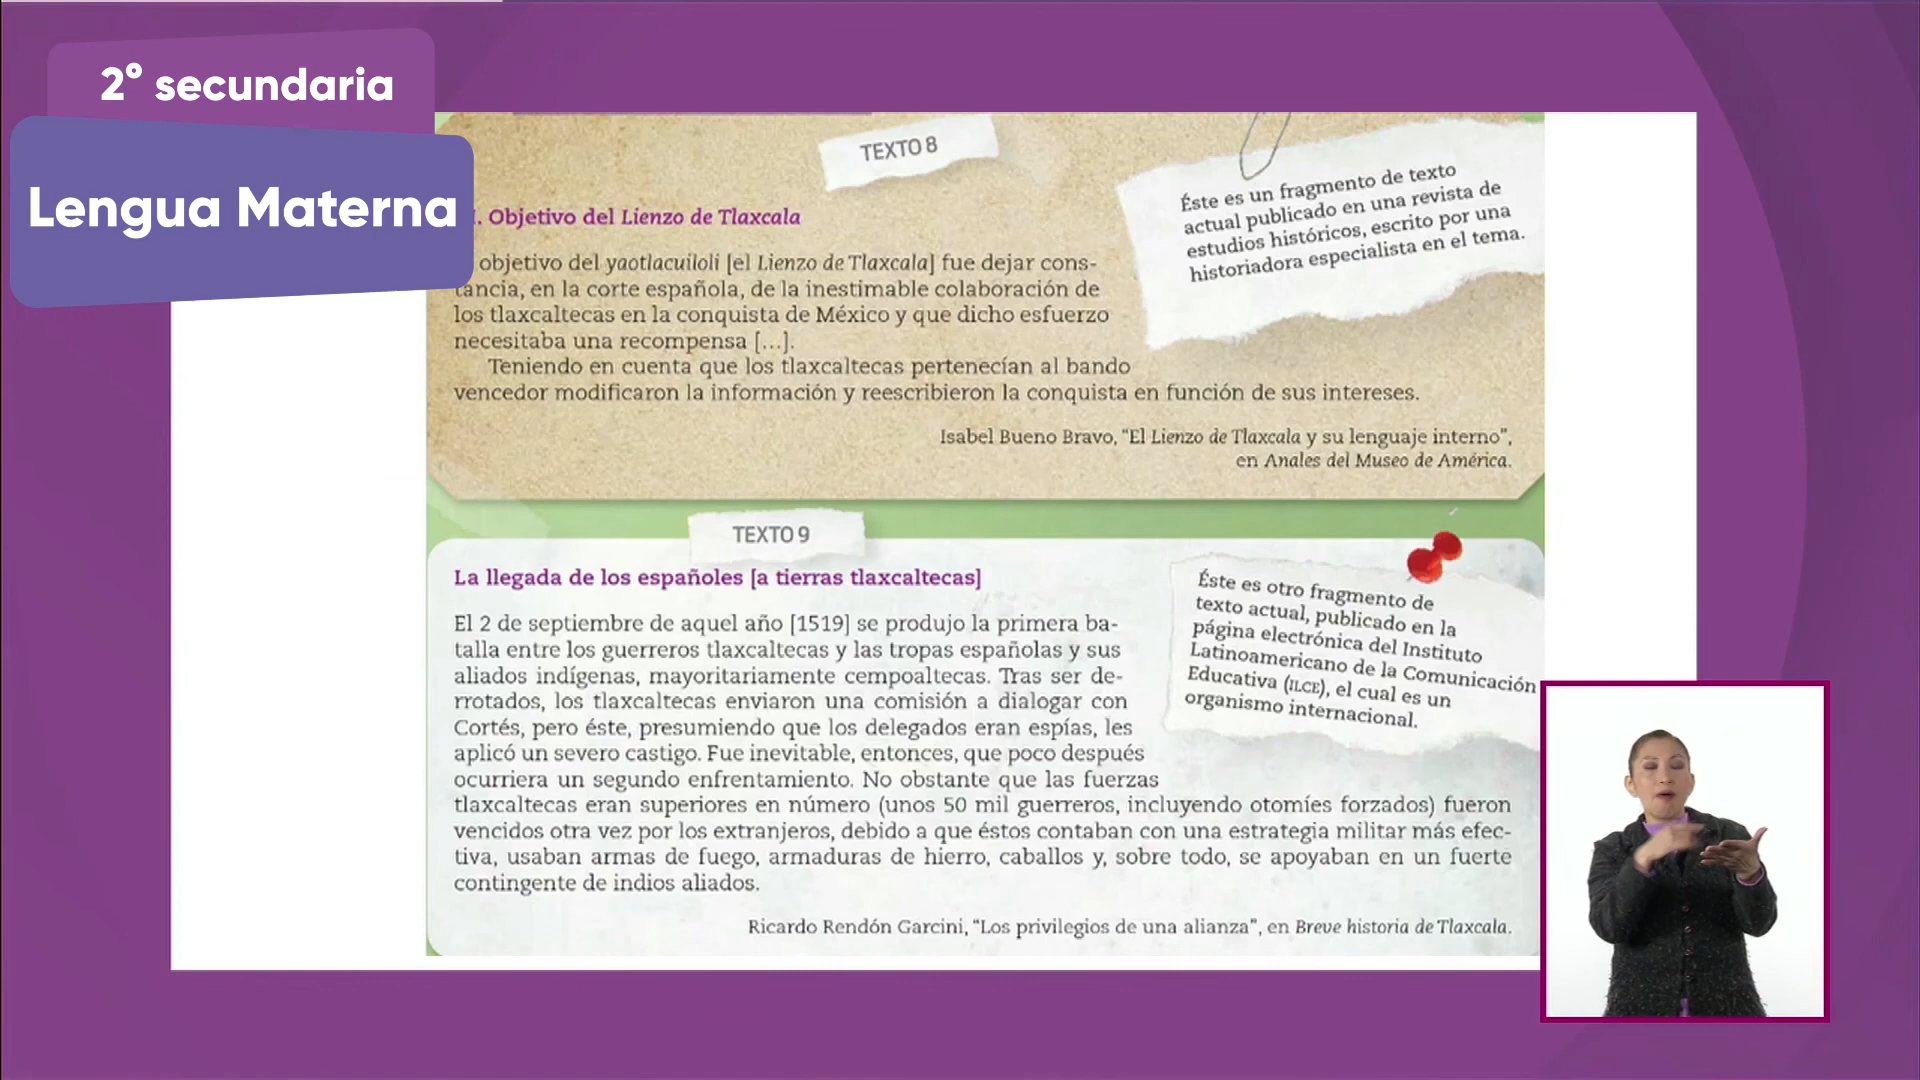 2° secundaria
Lengua Materna
TEXTO 8
. Objetivo del Lienzo de Tlaxcala
objetivo del yaotlacuiloli [el Lienzo de Tlaxcala] fue dejar cons-
tancia, en la corte española, de la inestimable colaboración de
los tlaxcaltecas en la conquista de México y que dicho esfuerzo
necesitaba una recompensa [...].
Teniendo en cuenta que los tlaxcaltecas pertenecían al bando
vencedor modificaron la información y reescribieron la conquista en función de sus intereses.
Isabel Bueno Bravo, “El Lienzo de Tlaxcala y su lenguaje interno”,
en Anales del Museo de América.
Éste es un fragmento de texto
actual publicado en una revista de
estudios históricos, escrito por una
historiadora especialista en el tema.
TEXTO 9
La llegada de los españoles [a tierras tlaxcaltecas]
El 2 de septiembre de aquel año [1519] se produjo la primera ba-
talla entre los guerreros tlaxcaltecas y las tropas españolas y sus
aliados indígenas, mayoritariamente cempoaltecas. Tras ser de-
rrotados, los tlaxcaltecas enviaron una comisión a dialogar con
Cortés, pero éste, presumiendo que los delegados eran espías, les
aplicó un severo castigo. Fue inevitable, entonces, que poco después
ocurriera un segundo enfrentamiento. No obstante que las fuerzas
tlaxcaltecas eran superiores en número (unos 50 mil guerreros, incluyendo otomíes forzados) fueron
vencidos otra vez por los extranjeros, debido a que éstos contaban con una estrategia militar más efec-
tiva, usaban armas de fuego, armaduras de hierro, caballos y, sobre todo, se apoyaban en un fuerte
contingente de indios aliados.
Ricardo Rendón Garcini, “Los privilegios de una alianza”, en Breve historia de Tlaxcala.
Éste es otro fragmento de
texto actual, publicado en la
página electrónica del Instituto
Latinoamericano de la Comunicación
Educativa (ILCE), el cual es un
organismo internacional.